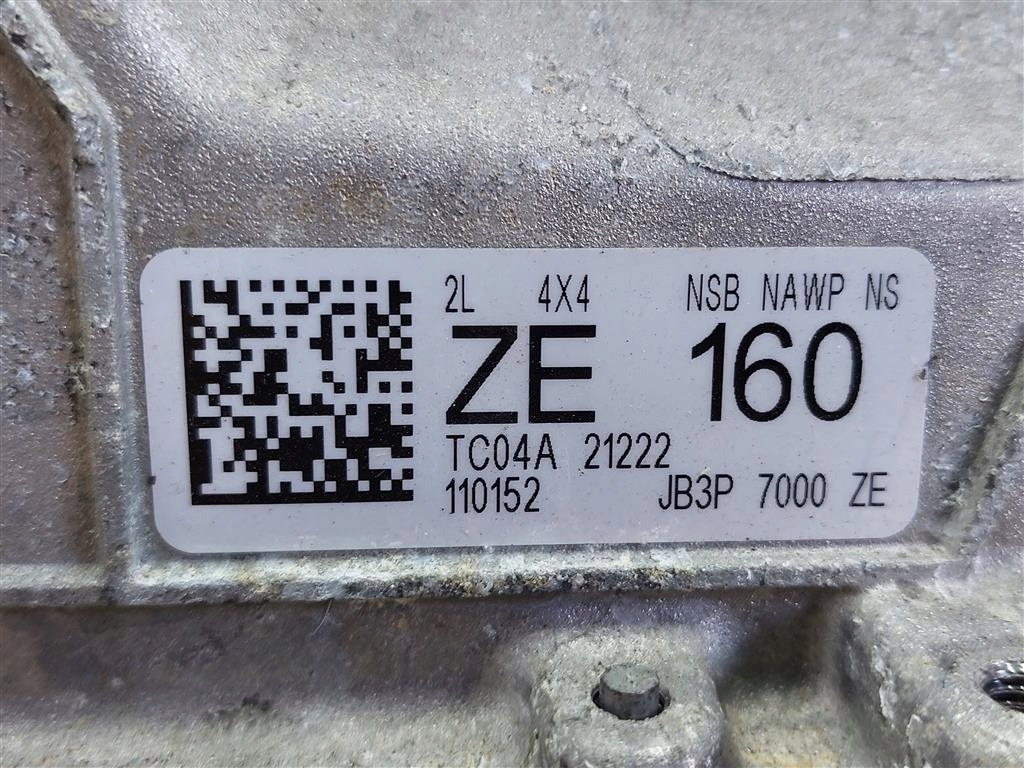 2L 4X4 NSB NAWP NS
ZE 160
TC04A 21222
110152 JB3P 7000 ZE